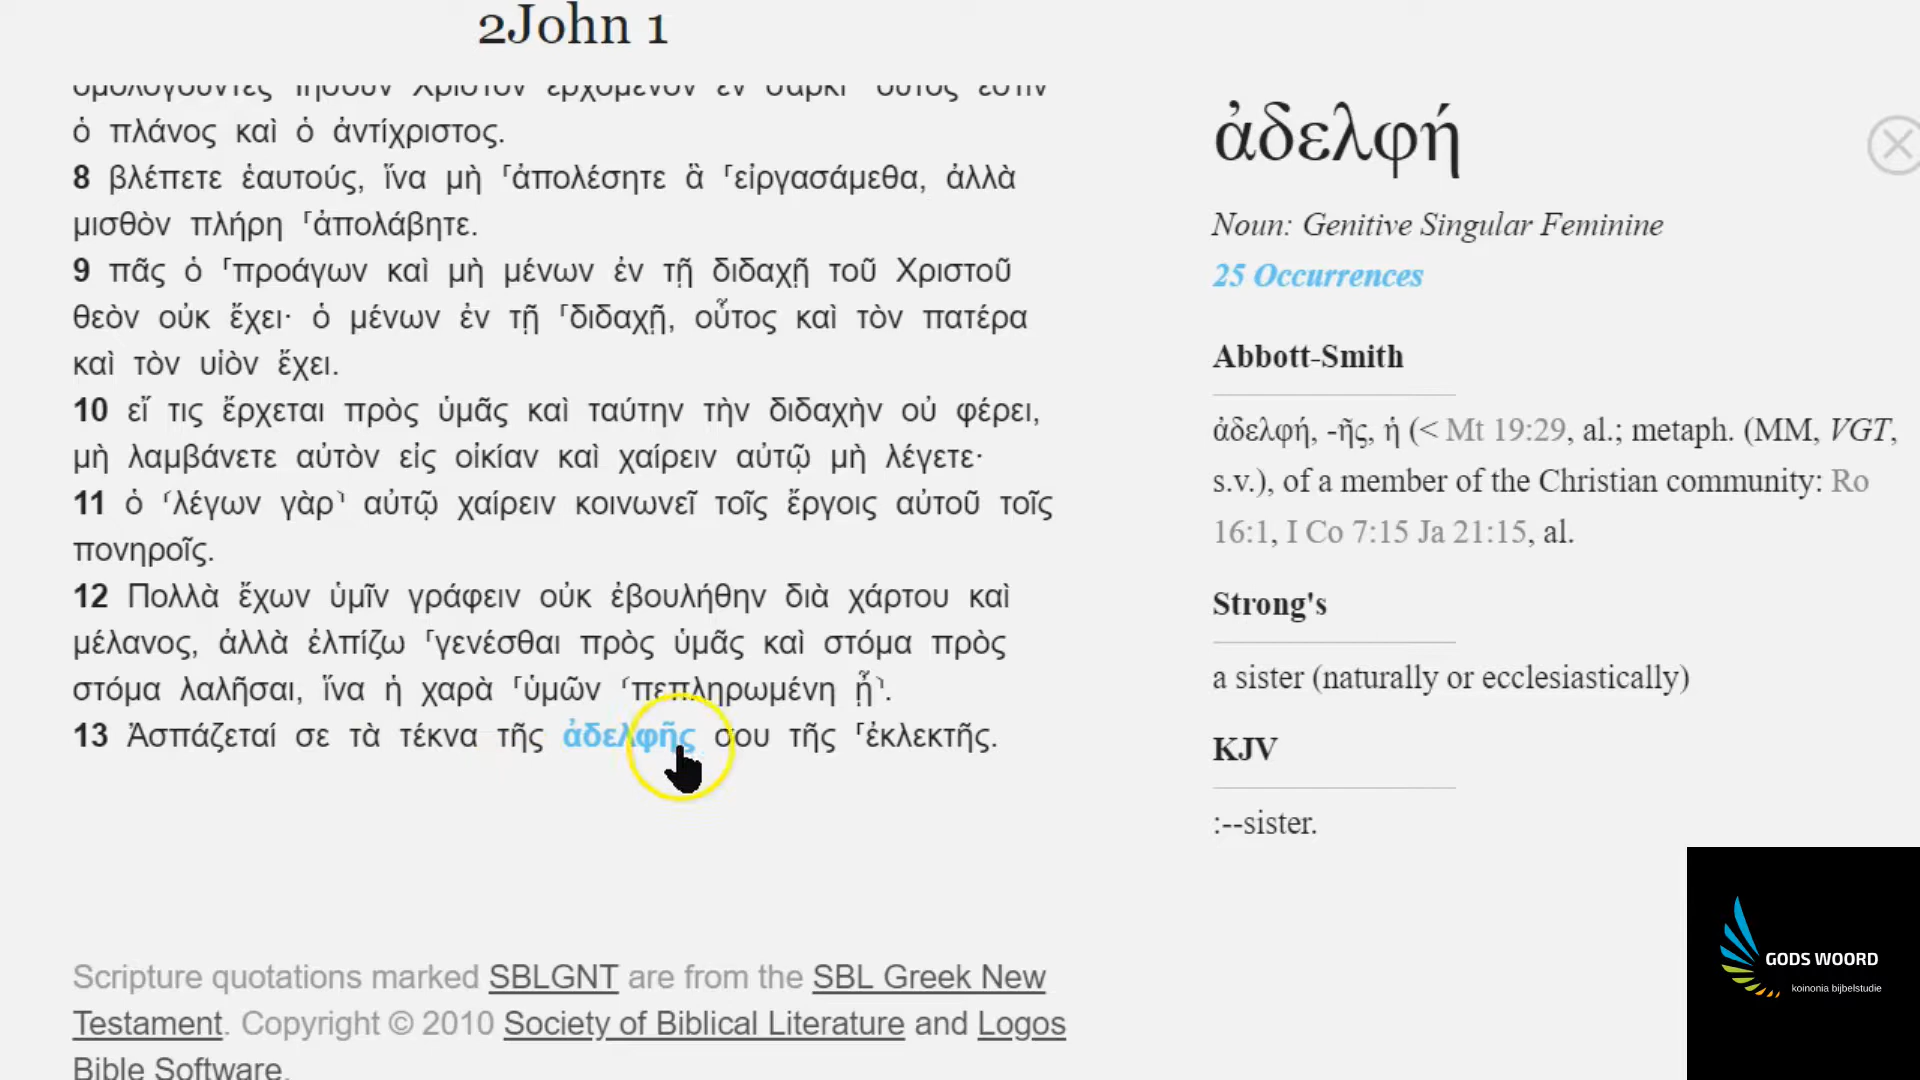 2John 1
ὁμολογοῦντες Ἰησοῦν Χριστὸν ἐρχόμενον ἐν σαρκί· οὗτός ἐστιν
ὁ πλάνος καὶ ὁ ἀντίχριστος.
8 βλέπετε ἑαυτούς, ἵνα μὴ ⸀ἀπολέσητε ἃ ⸀εἰργασάμεθα, ἀλλὰ
μισθὸν πλήρη ⸀ἀπολάβητε.
9 πᾶς ὁ ⸀προάγων καὶ μὴ μένων ἐν τῇ διδαχῇ τοῦ Χριστοῦ
θεὸν οὐκ ἔχει· ὁ μένων ἐν τῇ ⸀διδαχῇ, οὗτος καὶ τὸν πατέρα
καὶ τὸν υἱὸν ἔχει.
10 εἴ τις ἔρχεται πρὸς ὑμᾶς καὶ ταύτην τὴν διδαχὴν οὐ φέρει,
μὴ λαμβάνετε αὐτὸν εἰς οἰκίαν καὶ χαίρειν αὐτῷ μὴ λέγετε·
11 ὁ ⸂λέγων γὰρ⸃ αὐτῷ χαίρειν κοινωνεῖ τοῖς ἔργοις αὐτοῦ τοῖς
πονηροῖς.
12 Πολλὰ ἔχων ὑμῖν γράφειν οὐκ ἐβουλήθην διὰ χάρτου καὶ
μέλανος, ἀλλὰ ἐλπίζω ⸀γενέσθαι πρὸς ὑμᾶς καὶ στόμα πρὸς
στόμα λαλῆσαι, ἵνα ἡ χαρὰ ⸀ὑμῶν ⸂πεπληρωμένη ᾖ⸃.
13 Ἀσπάζεταί σε τὰ τέκνα τῆς ἀδελφῆς σου τῆς ⸀ἐκλεκτῆς.
Scripture quotations marked SBLGNT are from the SBL Greek New
Testament. Copyright © 2010 Society of Biblical Literature and Logos
Bible Software.
ἀδελφή
Noun: Genitive Singular Feminine
25 Occurrences
Abbott-Smith
ἀδελφή, -ῆς, ἡ (< Mt 19:29, al.; metaph. (MM, VGT,
s.v.), of a member of the Christian community: Ro
16:1, I Co 7:15 Ja 21:15, al.
Strong's
a sister (naturally or ecclesiastically)
KJV
:--sister.
GODS WOORD
koinonia bijbelstudie